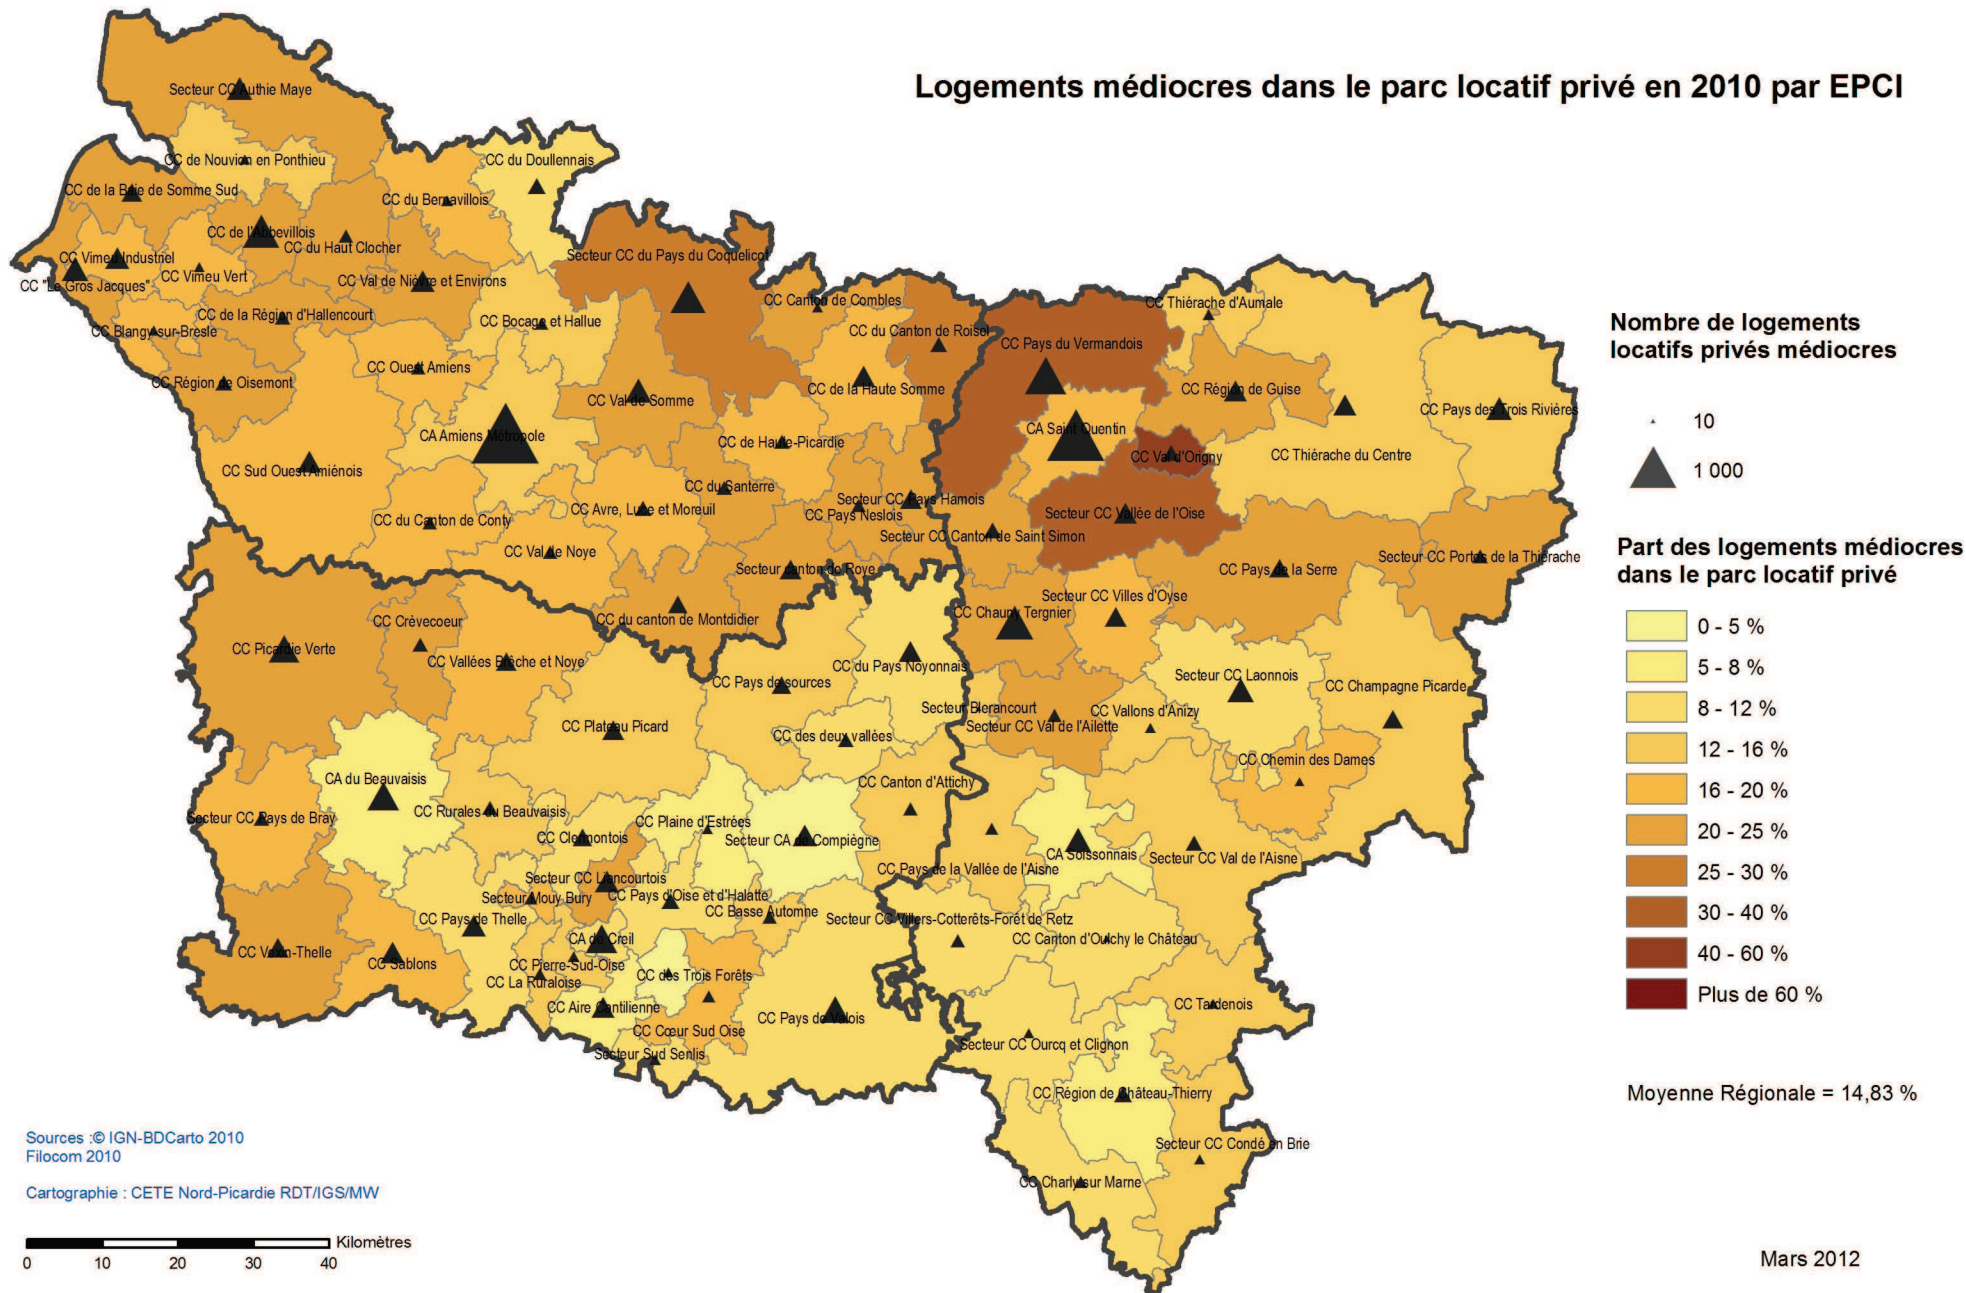 Logements médiocres dans le parc locatif privé en 2010 par EPCI
Secteur CC Authie Maye
CC de Nouvion en Ponthieu
CC du Doullennais
CC de la Baie de Somme Sud
CC du Bernavillois
CC de l'Abbevillois
CC du Haut Clocher
CC Vimeu Industriel
CC Vimeu Vert
CC "Le Gros Jacques"
CC Val de Nièvre et Environs
Secteur CC du Pays du Coquelicot
CC de la Région d'Hallencourt
CC Bocage et Hallue
CC Blangy-sur-Bresle
CC Canton de Combles
CC du Canton de Roisel
CC Thiérache d'Aumale
CC Pays du Vermandois
CC Ouest Amiens
CC Région de Oisemont
CC Val de Somme
CC de la Haute Somme
CC Région de Guise
CC Pays des Trois Rivières
CA Amiens Métropole
CC de Haute-Picardie
CA Saint Quentin
CC Val d'Origny
CC Thiérache du Centre
CC Sud Ouest Amiénois
CC du Santerre
CC Avre, Luce et Moreuil
Secteur CC Pays Hamois
CC Pays Neslois
CC du Canton de Conty
Secteur CC Vallée de l'Oise
Secteur CC Canton de Saint Simon
CC Val de Noye
Secteur canton de Roye
CC Pays de la Serre
Secteur CC Portes de la Thiérache
CC du canton de Montdidier
CC Chauny Tergnier
Secteur CC Villes d'Oyse
CC Crèvecoeur
CC Picardie Verte
CC Vallées Brêche et Noye
CC du Pays Noyonnais
CC Pays de sources
Secteur CC Laonnois
CC Champagne Picarde
Secteur Blerancourt
CC Vallons d'Anizy
Secteur CC Val de l'Ailette
CC Plateau Picard
CC des deux vallées
CC Chemin des Dames
CA du Beauvaisis
CC Canton d'Attichy
CC Rurales du Beauvaisis
Secteur CC Pays de Bray
CC Plaine d'Estrées
CC Clermontois
Secteur CA de Compiègne
CA Soissonnais
Secteur CC Val de l'Aisne
CC Pays de la Vallée de l'Aisne
Secteur CC Liancourtois
Secteur Mouy Bury
CC Pays d'Oise et d'Halatte
CC Basse Automne
CC Pays de Thelle
Secteur CC Villers-Cotterêts-Forêt de Retz
CA de Creil
CC Canton d'Oulchy le Château
CC Vexin-Thelle
CC Sablons
CC Pierre-Sud-Oise
CC La Ruraloise
CC des Trois Forêts
CC Aire Cantilienne
CC Pays de Valois
CC Cœur Sud Oise
CC Tardenois
Secteur Sud Senlis
Secteur CC Ourcq et Clignon
CC Région de Château-Thierry
Secteur CC Condé en Brie
CC Charly sur Marne
Nombre de logements
locatifs privés médiocres
10
1 000
Part des logements médiocres
dans le parc locatif privé
0 - 5 %
5 - 8 %
8 - 12 %
12 - 16 %
16 - 20 %
20 - 25 %
25 - 30 %
30 - 40 %
40 - 60 %
Plus de 60 %
Moyenne Régionale = 14,83 %
Sources :© IGN-BDCarto 2010
Filocom 2010
Cartographie : CETE Nord-Picardie RDT/IGS/MW
Kilomètres
0 10 20 30 40
Mars 2012